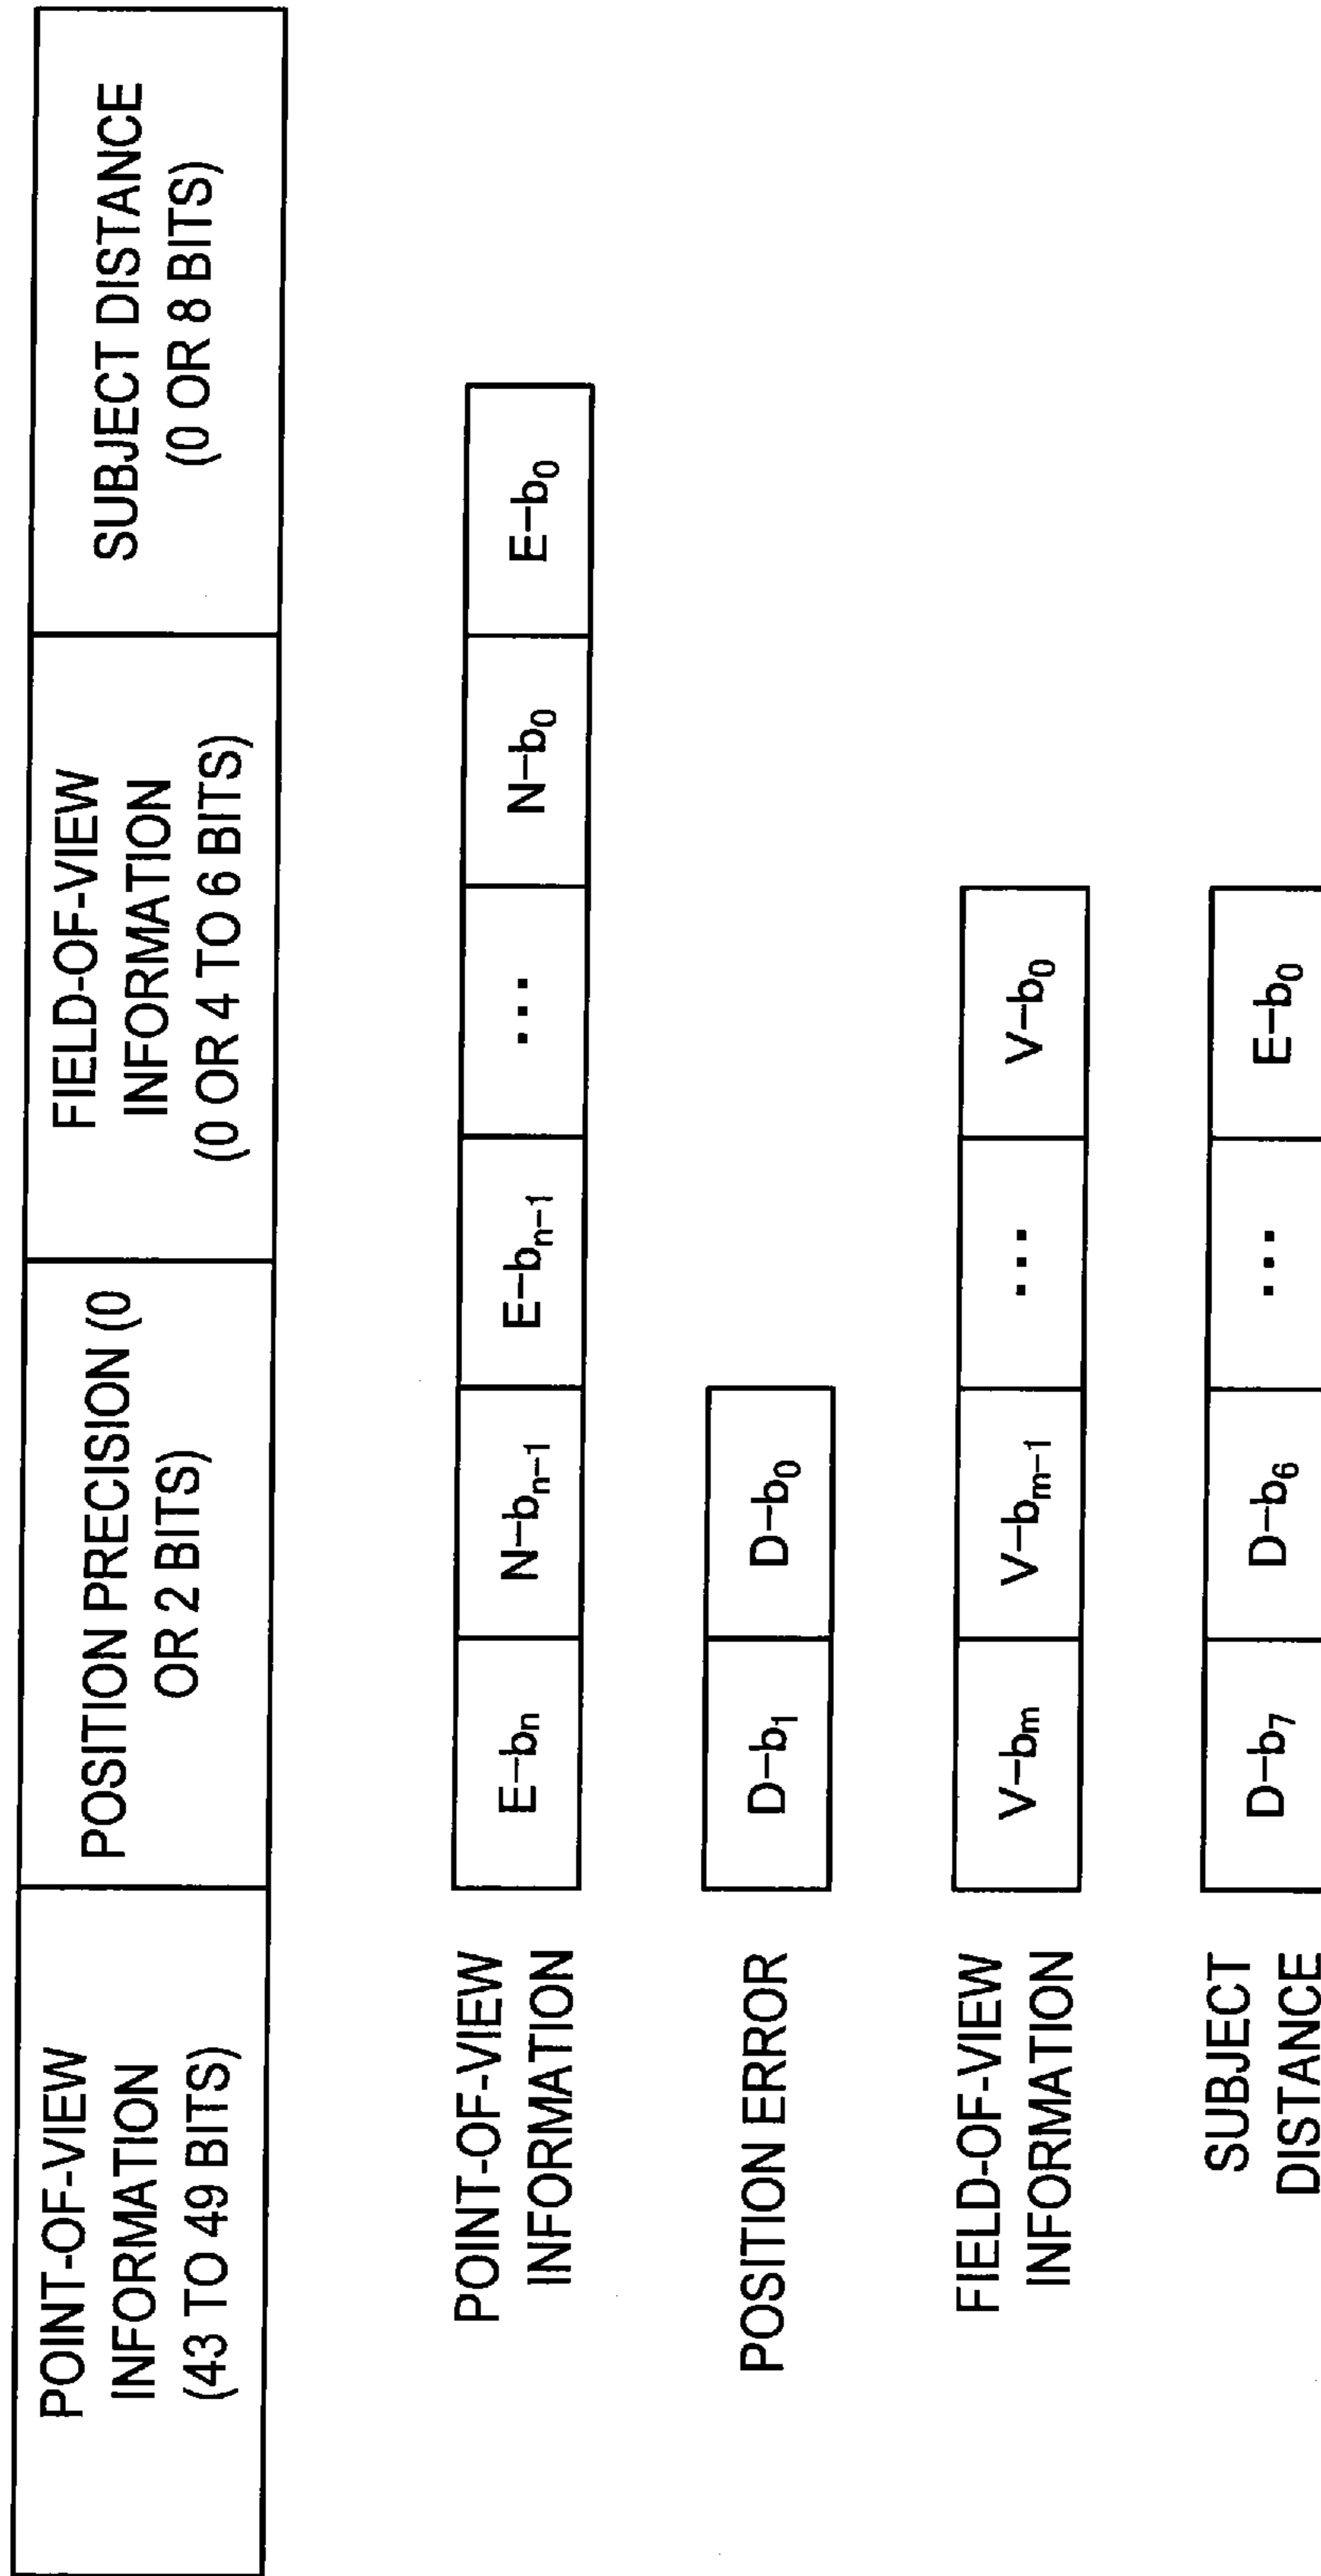 POINT-OF-VIEW
INFORMATION
(43 TO 49 BITS)
POSITION PRECISION (0
OR 2 BITS)
FIELD-OF-VIEW
INFORMATION
(0 OR 4 TO 6 BITS)
SUBJECT DISTANCE
(0 OR 8 BITS)
POINT-OF-VIEW
INFORMATION
E–bₙ N–bₙ₋₁ E–bₙ₋₁ ... N–b₀ E–b₀
POSITION ERROR
D–b₁ D–b₀
FIELD-OF-VIEW
INFORMATION
V–bₘ V–bₘ₋₁ ... V–b₀
SUBJECT
DISTANCE
D–b₇ D–b₆ ... E–b₀